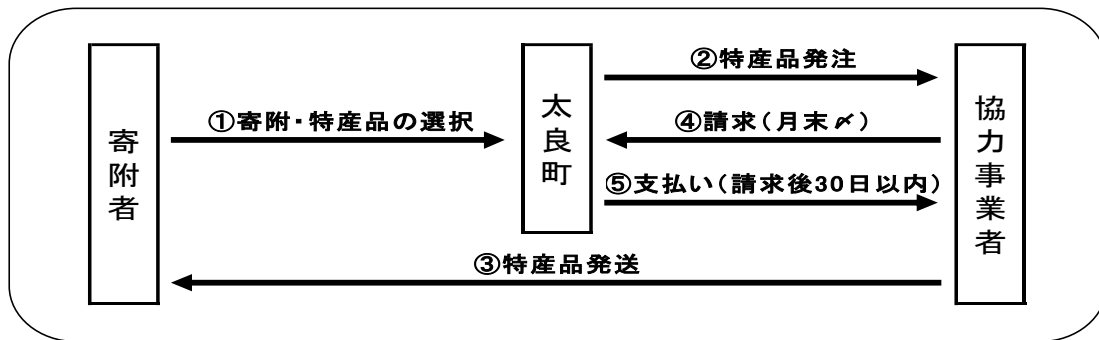 寄附者
①寄附・特産品の選択
太良町
②特産品発注
④請求（月末〆）
⑤支払い（請求後30日以内）
③特産品発送
協力事業者